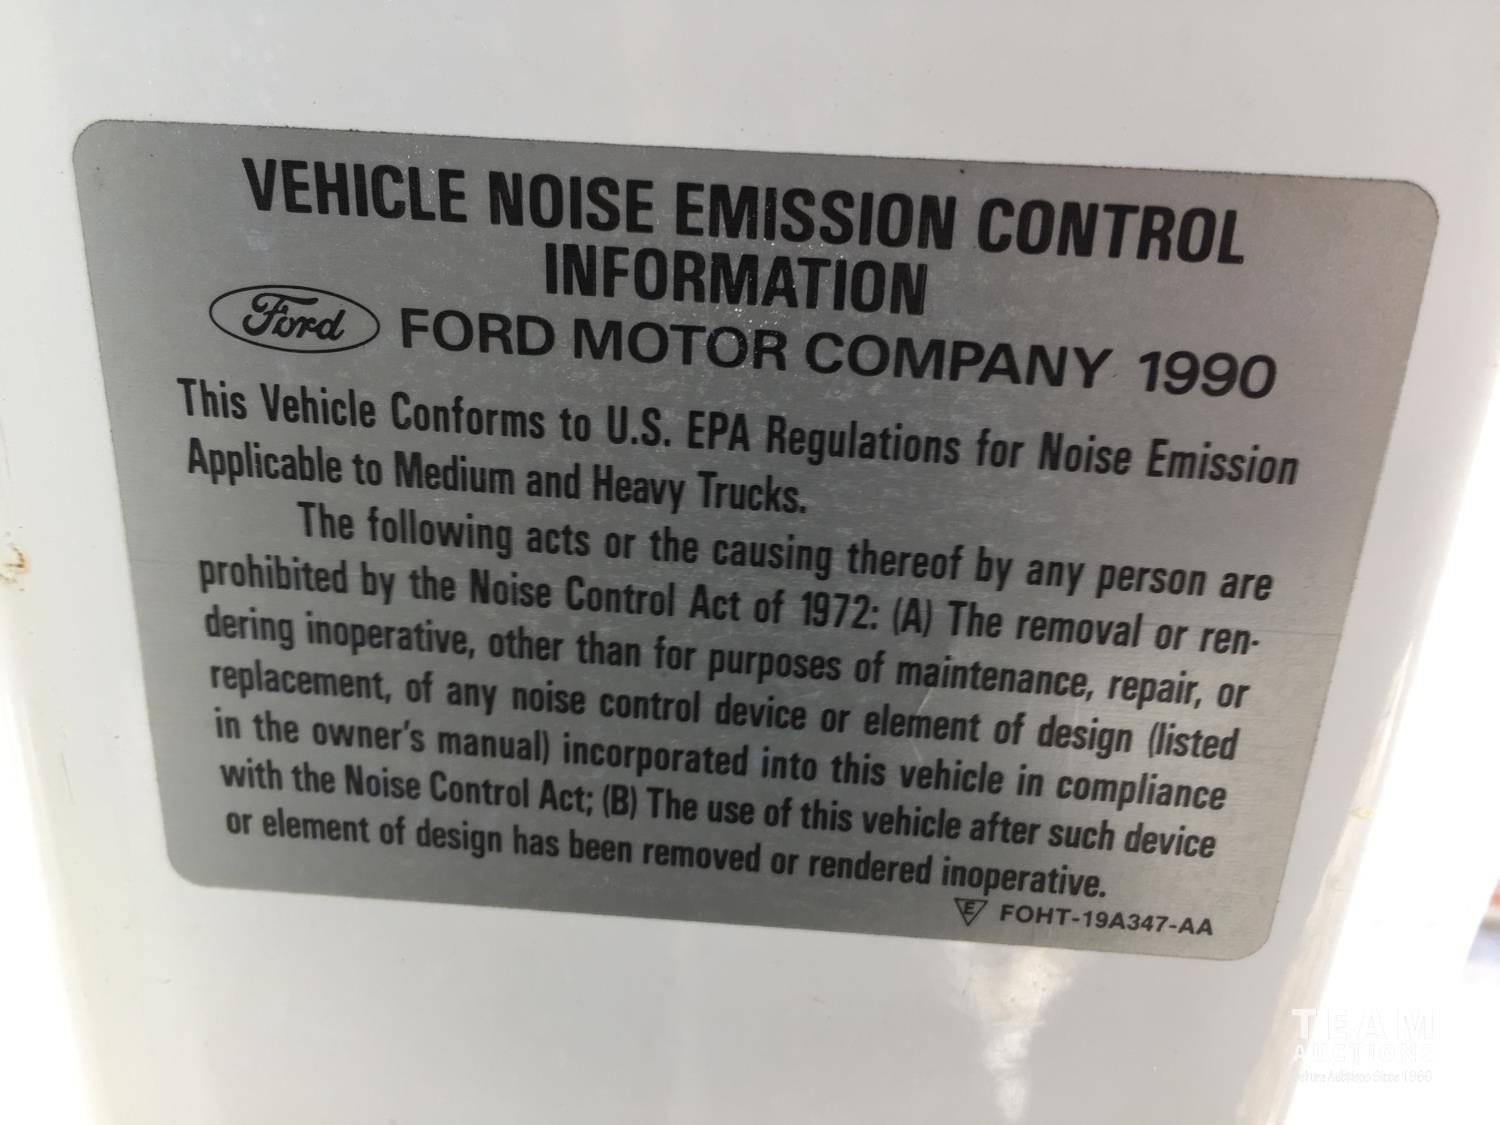 VEHICLE NOISE EMISSION CONTROL
INFORMATION
Ford FORD MOTOR COMPANY 1990
This Vehicle Conforms to U.S. EPA Regulations for Noise Emission
Applicable to Medium and Heavy Trucks.
The following acts or the causing thereof by any person are
prohibited by the Noise Control Act of 1972: (A) The removal or ren-
dering inoperative, other than for purposes of maintenance, repair, or
replacement, of any noise control device or element of design (listed
in the owner's manual) incorporated into this vehicle in compliance
with the Noise Control Act; (B) The use of this vehicle after such device
or element of design has been removed or rendered inoperative.
E FOHT-19A347-AA
TEAM
AUCTIONS
Auctions Since 1966